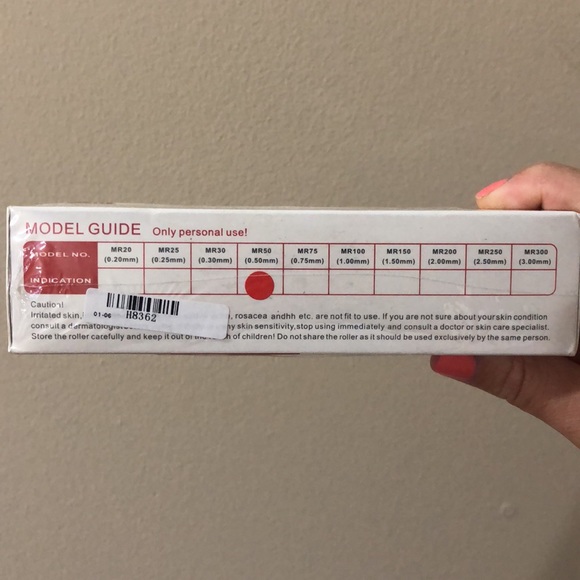 MODEL GUIDE Only personal use!
MODEL NO. MR20 MR25 MR30 MR50 MR75 MR100 MR150 MR200 MR250 MR300
(0.20mm) (0.25mm) (0.30mm) (0.50mm) (0.75mm) (1.00mm) (1.50mm) (2.00mm) (2.50mm) (3.00mm)
INDICATION
Caution!
Irritaled skin, rosacea andhh etc. are not fit to use. If you are not sure about your skin condition
consult a dermatologist skin sensitivity,stop using immediately and consult a doctor or skin care specialist.
Store the roller carefully and keep it out of children! Do not share the roller as it should be used exclusively by the same person.
01-06 H8362